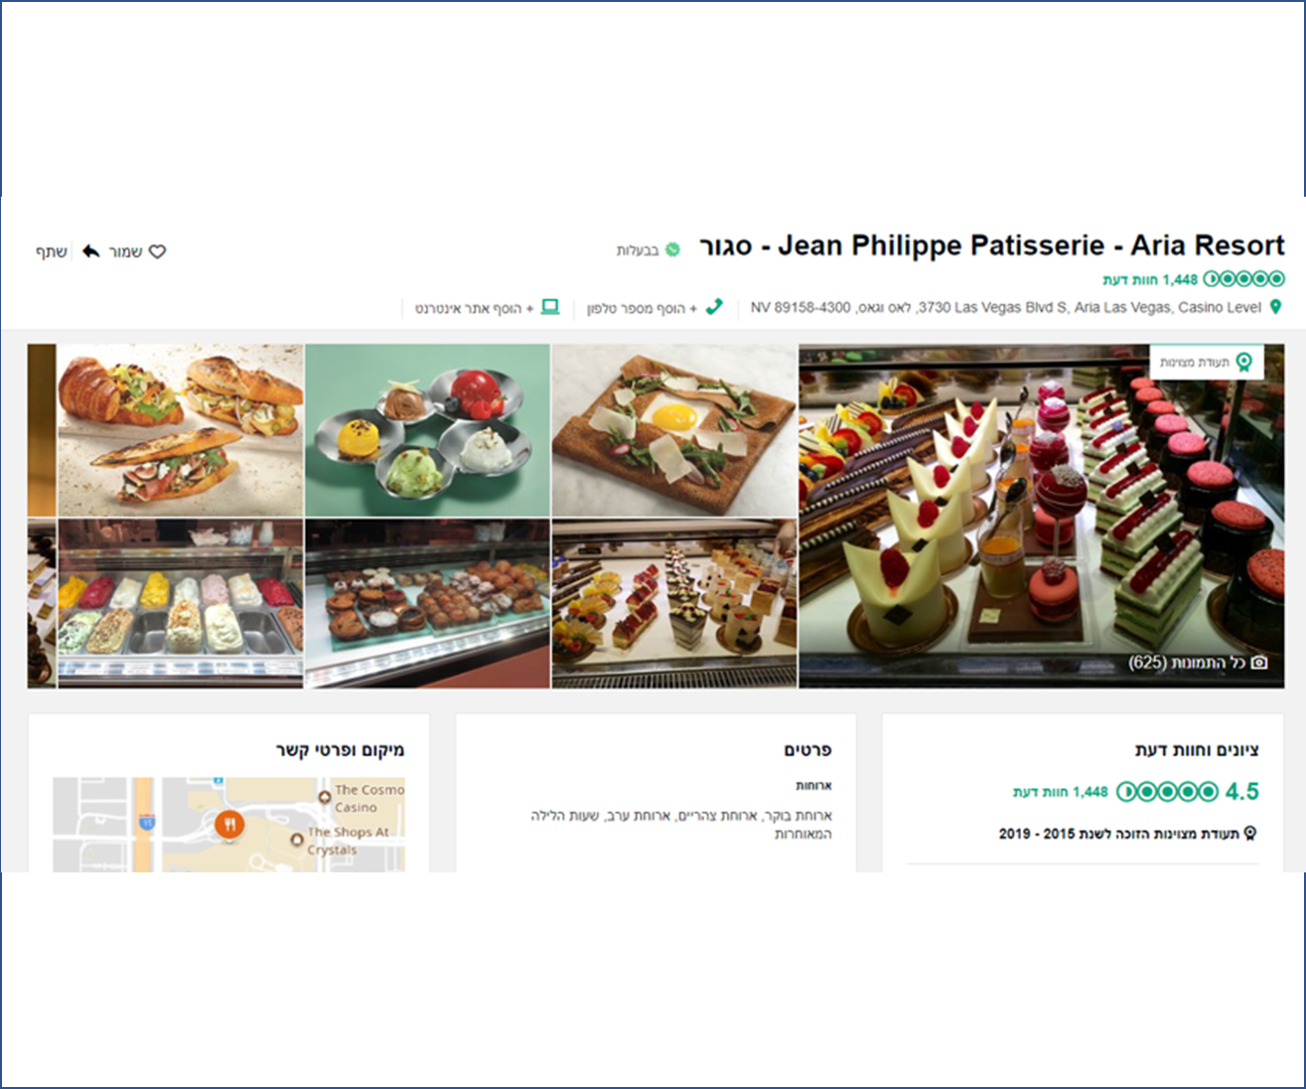 Jean Philippe Patisserie - Aria Resort - סגור
בבעלות
שמור
שתף
1,448 חוות דעת
3730 Las Vegas Blvd S, Aria Las Vegas, Casino Level, לאס וגאס, NV 89158-4300
+ הוסף מספר טלפון
+ הוסף אתר אינטרנט
תעודת מצוינות
כל התמונות (625)
ציונים וחוות דעת
4.5 1,448 חוות דעת
תעודת מצוינות הזוכה לשנת 2015 - 2019
פרטים
ארוחות
ארוחת בוקר, ארוחת צהריים, ארוחת ערב, שעות הלילה
המאוחרות
מיקום ופרטי קשר
The Cosmo
Casino
The Shops At
Crystals